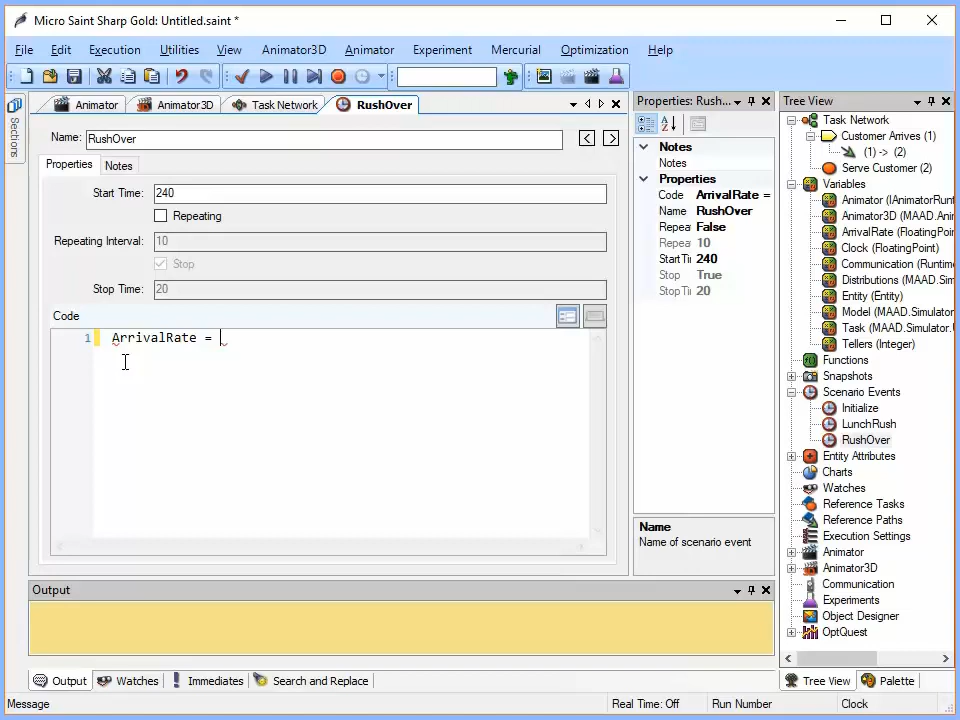 Micro Saint Sharp Gold: Untitled.saint *
File Edit Execution Utilities View Animator3D Animator Experiment Mercurial Optimization Help
Sections
Animator Animator3D Task Network RushOver
Name: RushOver
Properties Notes
Start Time: 240
Repeating
Repeating Interval: 10
Stop
Stop Time: 20
Code
1 ArrivalRate =
Properties: Rush...
Notes
Notes
Properties
Code ArrivalRate =
Name RushOver
Repea False
Repea 10
StartTi 240
Stop True
StopTi 20
Name
Name of scenario event
Tree View
Task Network
Customer Arrives (1)
(1) -> (2)
Serve Customer (2)
Variables
Animator (IAnimatorRunt
Animator3D (MAAD.Anin
ArrivalRate (FloatingPoin
Clock (FloatingPoint)
Communication (Runtime
Distributions (MAAD.Sim
Entity (Entity)
Model (MAAD.Simulator
Task (MAAD.Simulator.U
Tellers (Integer)
Functions
Snapshots
Scenario Events
Initialize
LunchRush
RushOver
Entity Attributes
Charts
Watches
Reference Tasks
Reference Paths
Execution Settings
Animator
Animator3D
Communication
Experiments
Object Designer
OptQuest
Output
Output Watches Immediates Search and Replace
Tree View Palette
Message Real Time: Off Run Number Clock